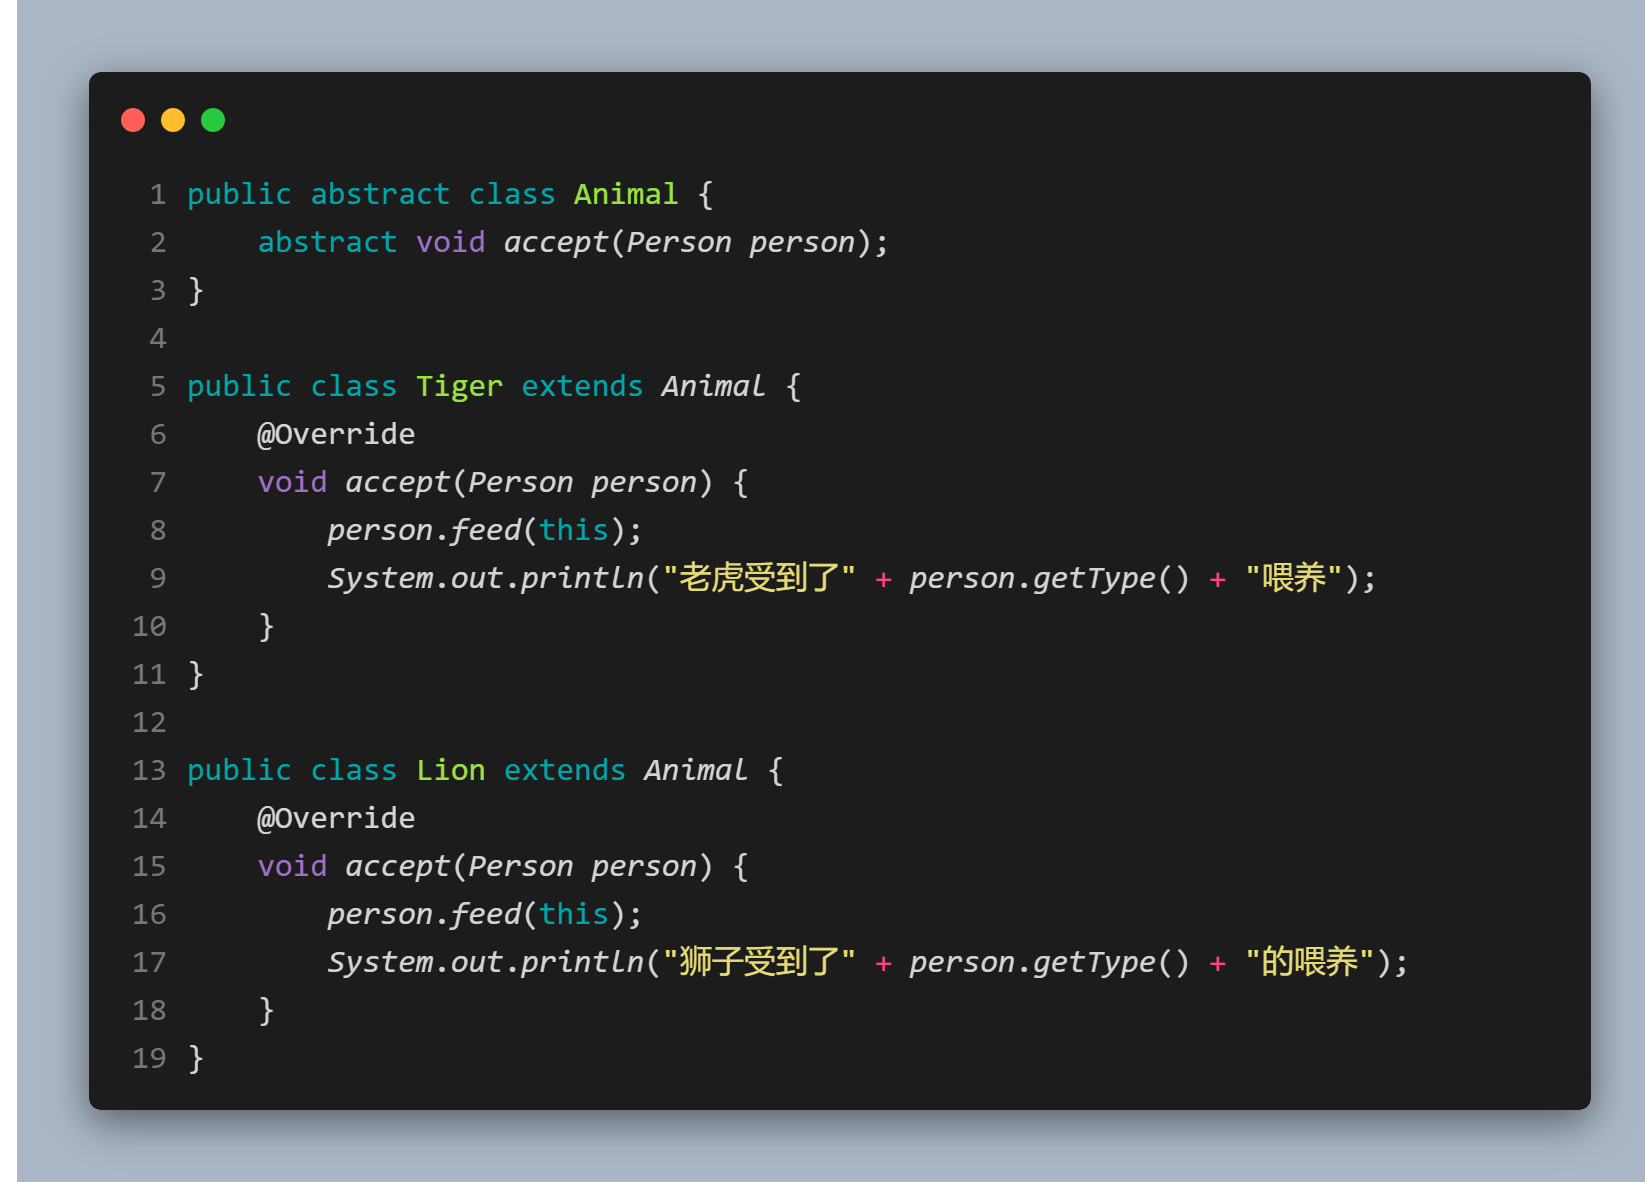 1 public abstract class Animal {
2     abstract void accept(Person person);
3 }
4
5 public class Tiger extends Animal {
6     @Override
7     void accept(Person person) {
8         person.feed(this);
9         System.out.println("老虎受到了" + person.getType() + "喂养");
10     }
11 }
12
13 public class Lion extends Animal {
14     @Override
15     void accept(Person person) {
16         person.feed(this);
17         System.out.println("狮子受到了" + person.getType() + "的喂养");
18     }
19 }